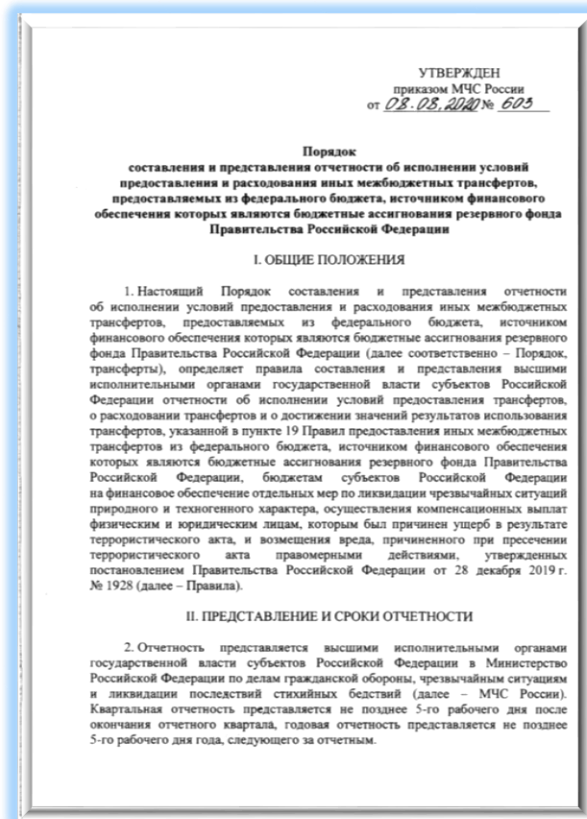 УТВЕРЖДЕН
приказом МЧС России
от 08.08.2020 № 603
Порядок
составления и представления отчетности об исполнении условий
предоставления и расходования иных межбюджетных трансфертов,
предоставляемых из федерального бюджета, источником финансового
обеспечения которых являются бюджетные ассигнования резервного фонда
Правительства Российской Федерации
I. ОБЩИЕ ПОЛОЖЕНИЯ
1. Настоящий Порядок составления и представления отчетности
об исполнении условий предоставления и расходования иных межбюджетных
трансфертов, предоставляемых из федерального бюджета, источником
финансового обеспечения которых являются бюджетные ассигнования резервного
фонда Правительства Российской Федерации (далее соответственно – Порядок,
трансферты), определяет правила составления и представления высшими
исполнительными органами государственной власти субъектов Российской
Федерации отчетности об исполнении условий предоставления трансфертов,
о расходовании трансфертов и о достижении значений результатов использования
трансфертов, указанной в пункте 19 Правил предоставления иных межбюджетных
трансфертов из федерального бюджета, источником финансового обеспечения
которых являются бюджетные ассигнования резервного фонда Правительства
Российской Федерации, бюджетам субъектов Российской Федерации
на финансовое обеспечение отдельных мер по ликвидации чрезвычайных ситуаций
природного и техногенного характера, осуществления компенсационных выплат
физическим и юридическим лицам, которым был причинен ущерб в результате
террористического акта, и возмещения вреда, причиненного при пресечении
террористического акта правомерными действиями, утвержденных
постановлением Правительства Российской Федерации от 28 декабря 2019 г.
№ 1928 (далее – Правила).
II. ПРЕДСТАВЛЕНИЕ И СРОКИ ОТЧЕТНОСТИ
2. Отчетность представляется высшими исполнительными органами
государственной власти субъектов Российской Федерации в Министерство
Российской Федерации по делам гражданской обороны, чрезвычайным ситуациям
и ликвидации последствий стихийных бедствий (далее – МЧС России).
Квартальная отчетность представляется не позднее 5-го рабочего дня после
окончания отчетного квартала, годовая отчетность представляется не позднее
5-го рабочего дня года, следующего за отчетным.